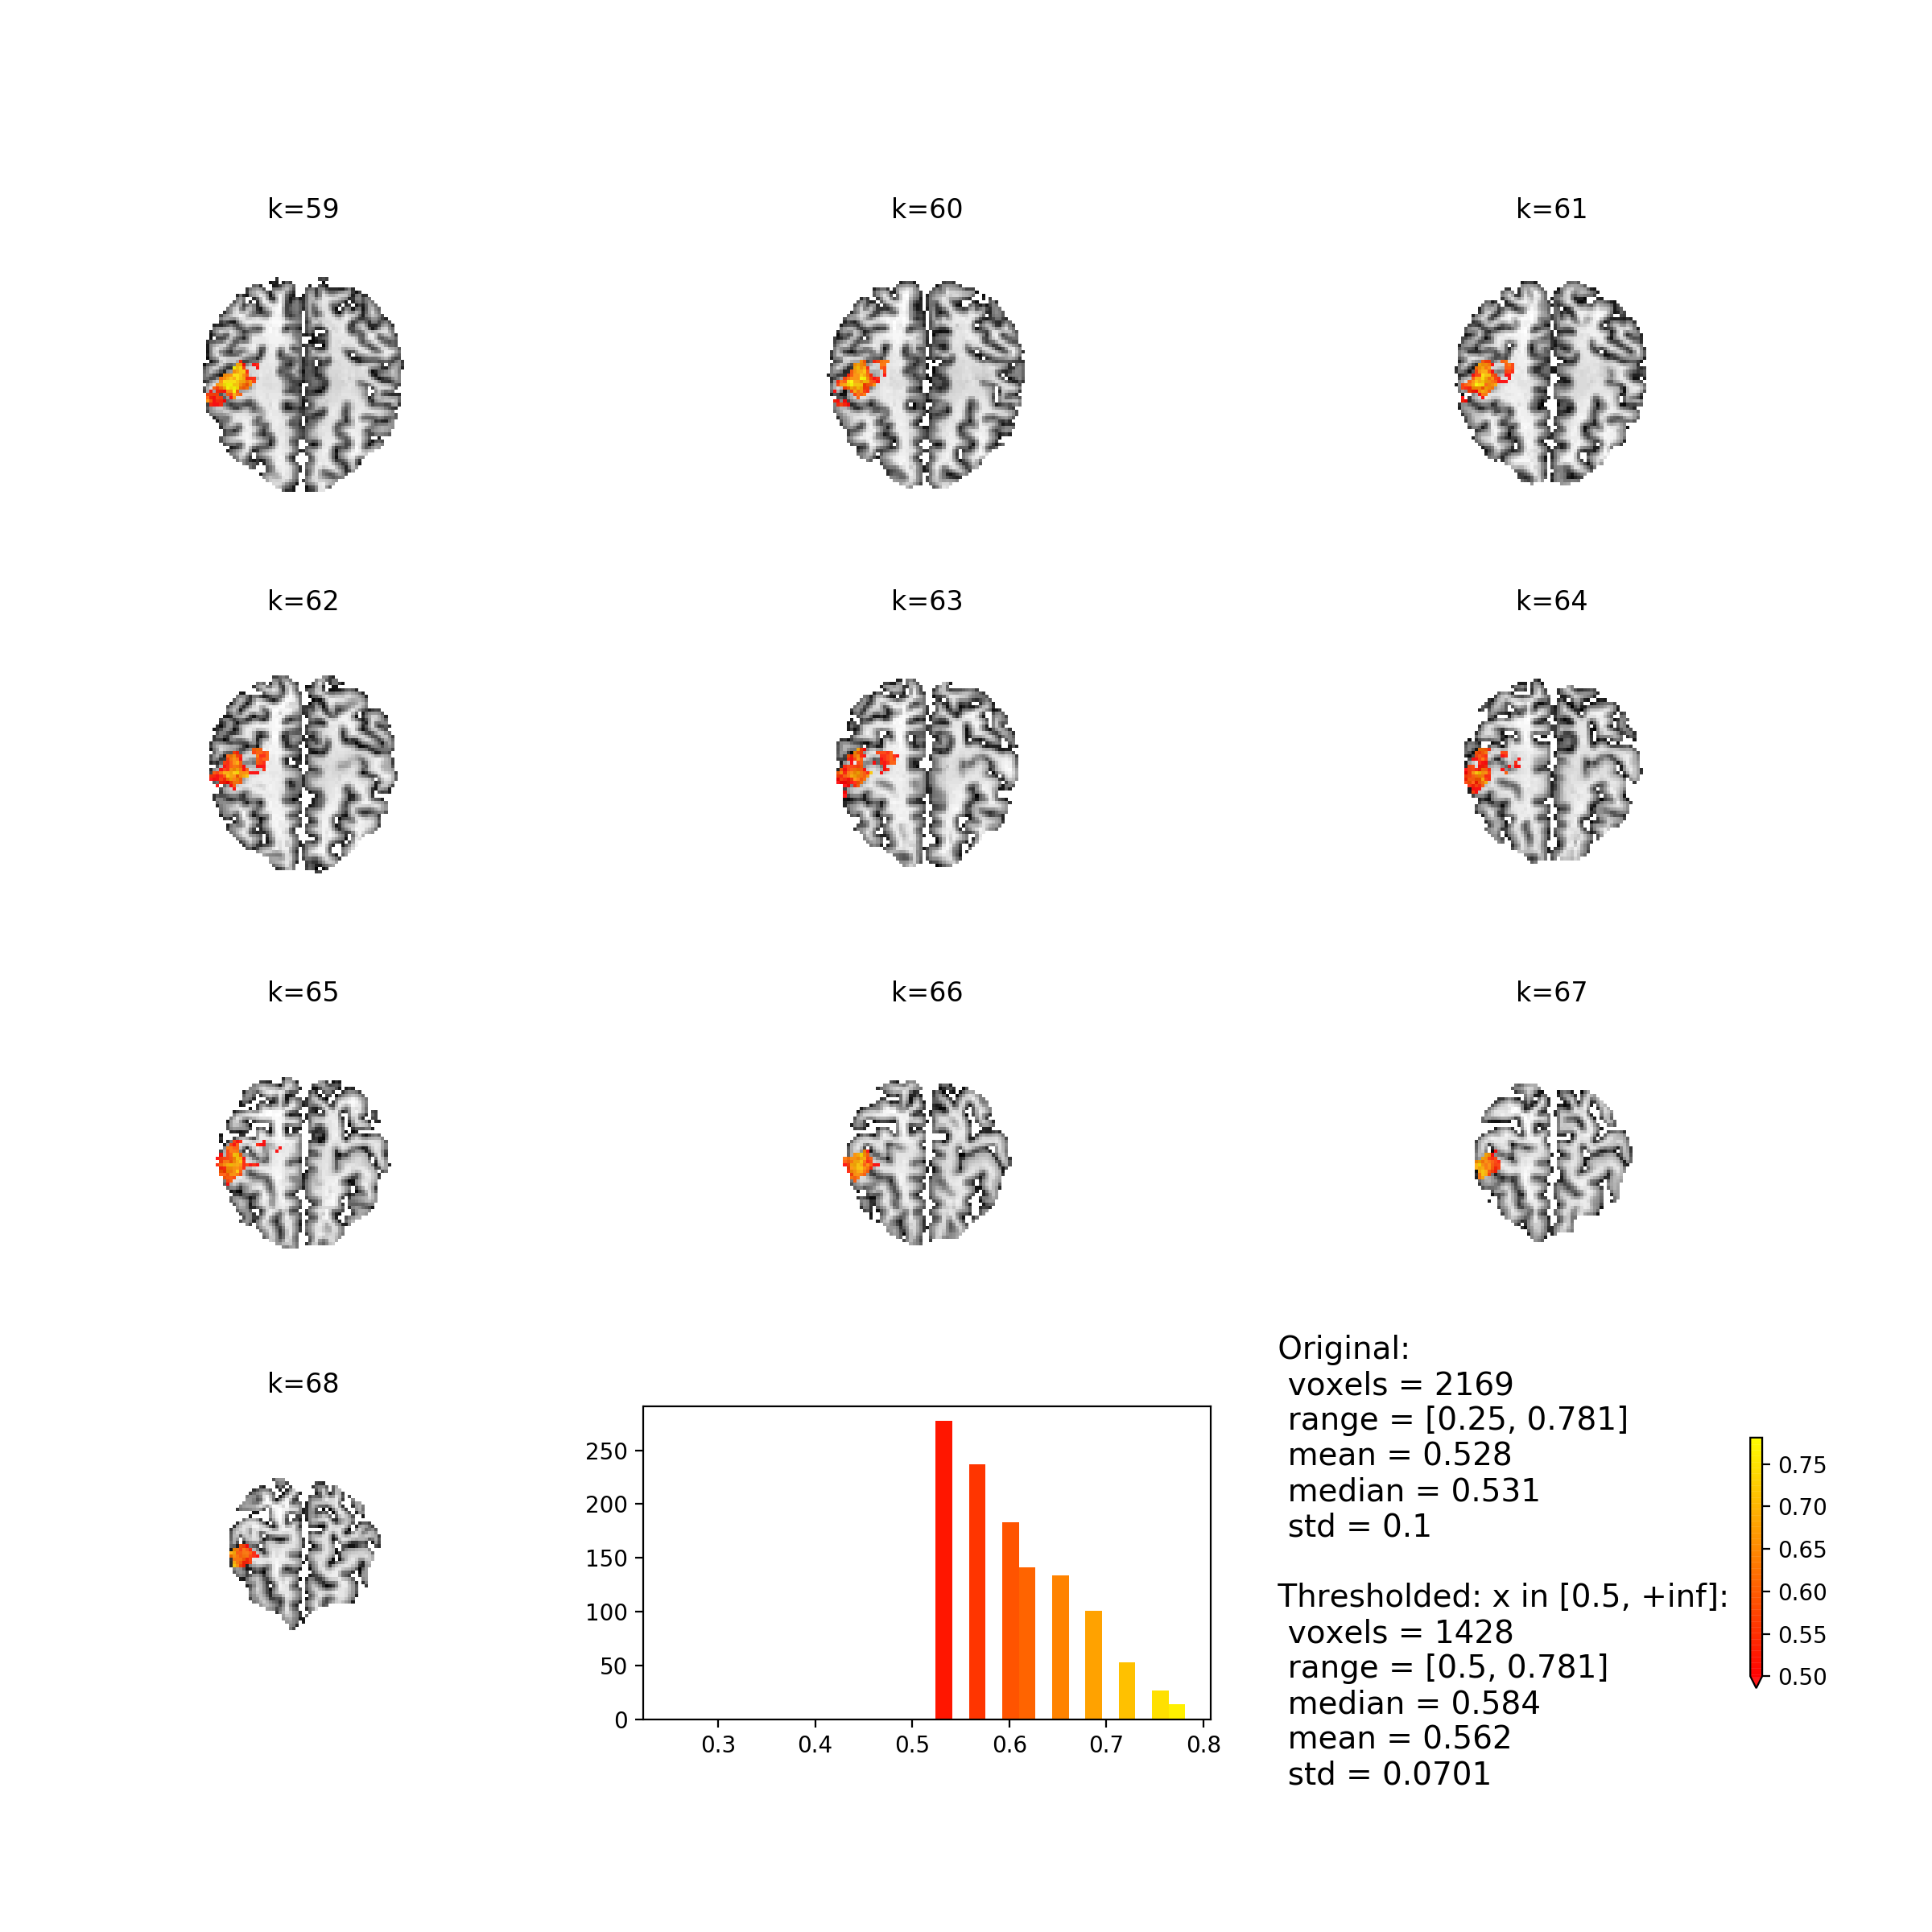 k=59
k=60
k=61
k=62
k=63
k=64
k=65
k=66
k=67
k=68
250
200
150
100
50
0
0.3 0.4 0.5 0.6 0.7 0.8
Original:
voxels = 2169
range = [0.25, 0.781]
mean = 0.528
median = 0.531
std = 0.1
Thresholded: x in [0.5, +inf]:
voxels = 1428
range = [0.5, 0.781]
median = 0.584
mean = 0.562
std = 0.0701
0.75
0.70
0.65
0.60
0.55
0.50